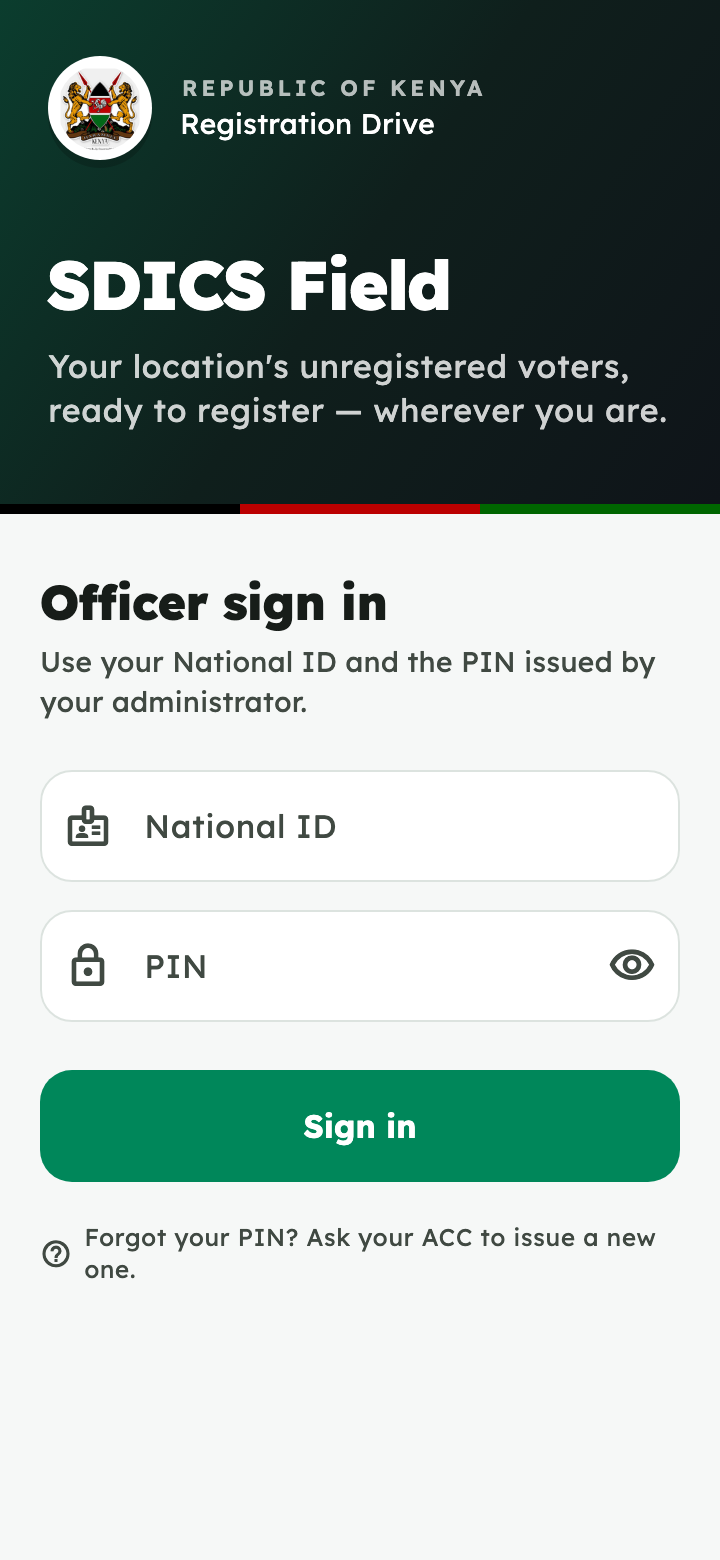 REPUBLIC OF KENYA
Registration Drive
SDICS Field
Your location's unregistered voters,
ready to register — wherever you are.
Officer sign in
Use your National ID and the PIN issued by
your administrator.
National ID
PIN
Sign in
Forgot your PIN? Ask your ACC to issue a new
one.